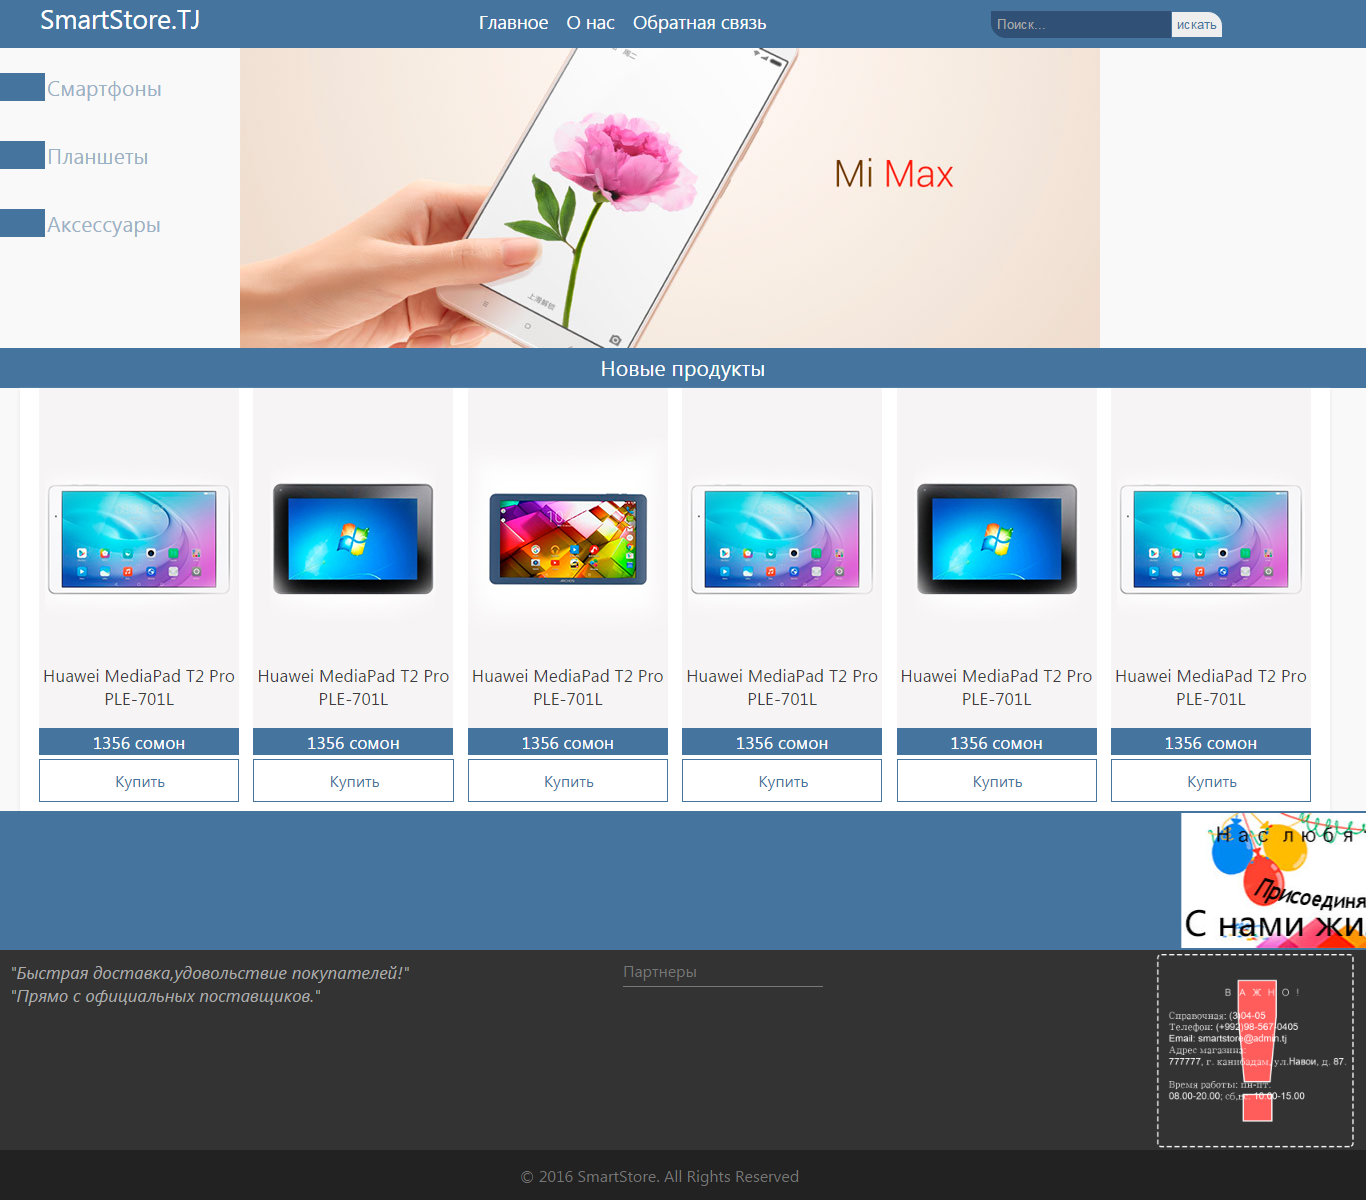 SmartStore.TJ
Главное О нас Обратная связь
Поиск... искать
Смартфоны
Планшеты
Аксессуары
Mi Max
Новые продукты
Huawei MediaPad T2 Pro
PLE-701L
1356 сомон
Купить
Huawei MediaPad T2 Pro
PLE-701L
1356 сомон
Купить
Huawei MediaPad T2 Pro
PLE-701L
1356 сомон
Купить
Huawei MediaPad T2 Pro
PLE-701L
1356 сомон
Купить
Huawei MediaPad T2 Pro
PLE-701L
1356 сомон
Купить
Huawei MediaPad T2 Pro
PLE-701L
1356 сомон
Купить
Нас любя
Присоединя
С нами жи
"Быстрая доставка,удовольствие покупателей!"
"Прямо с официальных поставщиков."
Партнеры
ВАЖНО!
Справочная: (3)04-05
Телефон: (+992)98-567-0405
Email: smartstore@admin.tj
Адрес магазина:
777777, г. канибадам, ул.Навои, д. 87.
Время работы: пн-пт.
08.00-20.00; сб,вс. 10.00-15.00
© 2016 SmartStore. All Rights Reserved